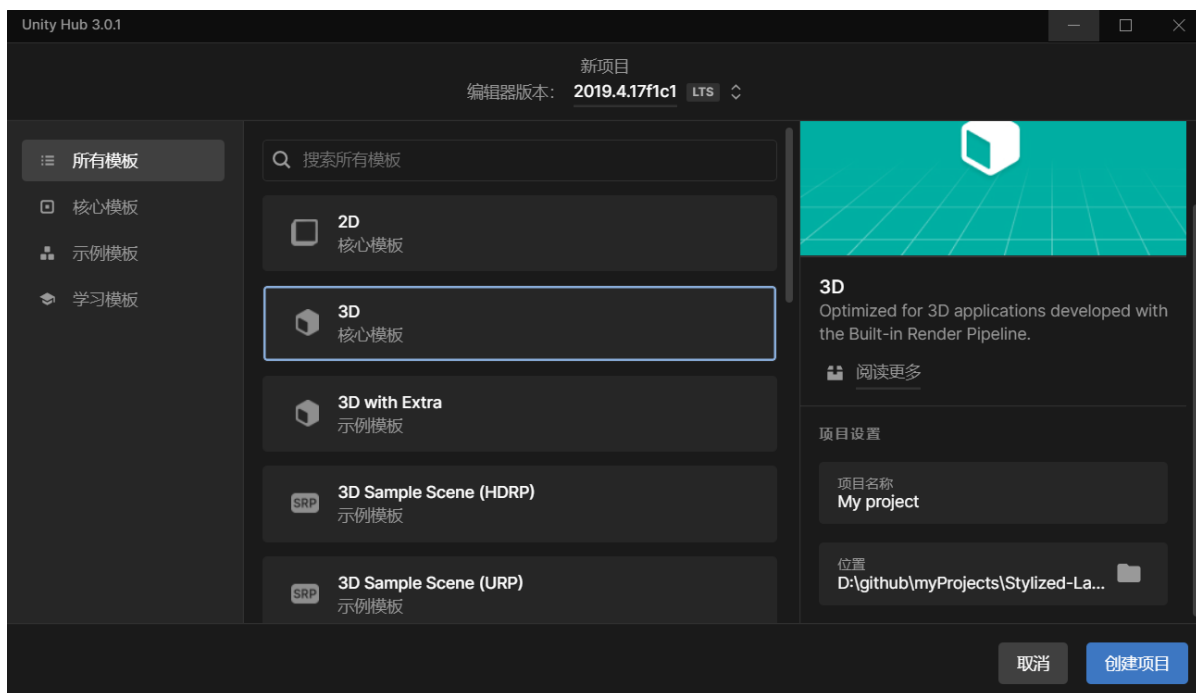 Unity Hub 3.0.1
新项目
编辑器版本: 2019.4.17f1c1 LTS
所有模板
核心模板
示例模板
学习模板
搜索所有模板
2D
核心模板
3D
核心模板
3D with Extra
示例模板
SRP
3D Sample Scene (HDRP)
示例模板
SRP
3D Sample Scene (URP)
示例模板
3D
Optimized for 3D applications developed with
the Built-in Render Pipeline.
阅读更多
项目设置
项目名称
My project
位置
D:\github\myProjects\Stylized-La...
取消
创建项目